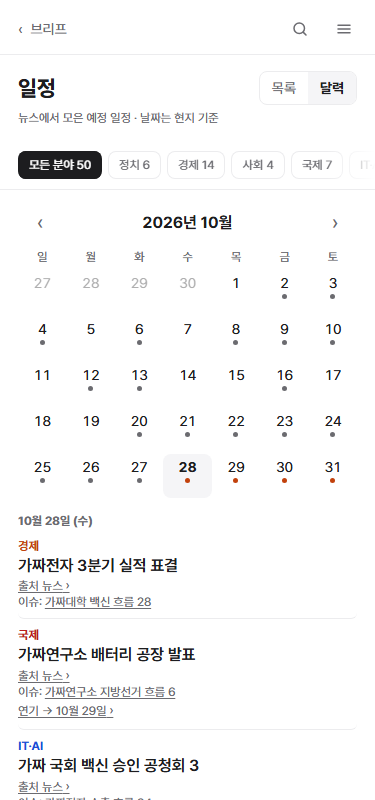 ‹ 브리프
일정
목록 달력
뉴스에서 모은 예정 일정 · 날짜는 현지 기준
모든 분야 50 정치 6 경제 14 사회 4 국제 7 IT·
‹ 2026년 10월 ›
일 월 화 수 목 금 토
27 28 29 30 1 2 3
4 5 6 7 8 9 10
11 12 13 14 15 16 17
18 19 20 21 22 23 24
25 26 27 28 29 30 31
10월 28일 (수)
경제
가짜전자 3분기 실적 표결
출처 뉴스 ›
이슈: 가짜대학 백신 흐름 28
국제
가짜연구소 배터리 공장 발표
출처 뉴스 ›
이슈: 가짜연구소 지방선거 흐름 6
연기 → 10월 29일 ›
IT·AI
가짜 국회 백신 승인 공청회 3
출처 뉴스 ›